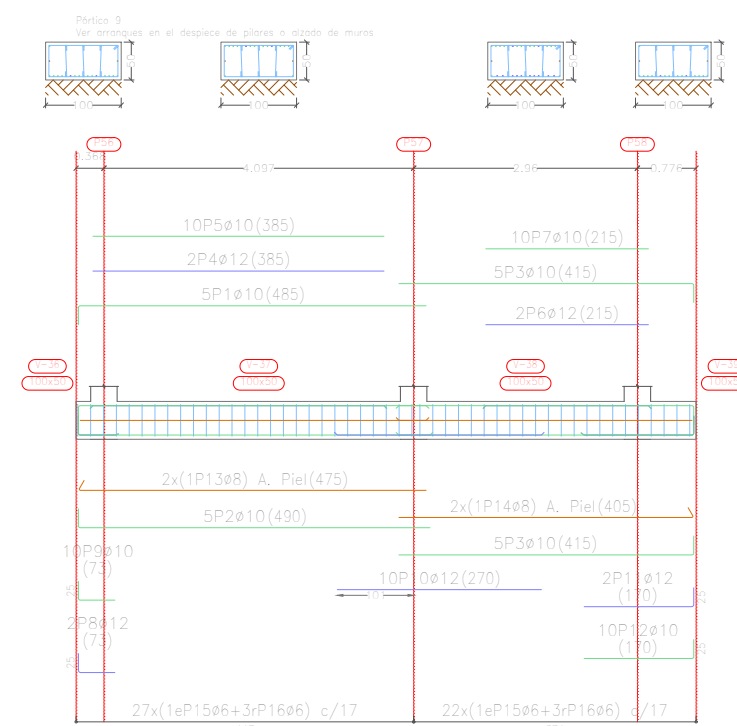 Pórtico 9
Ver arranques en el despiece de pilares o alzado de muros
50
50
50
50
100
100
100
100
P56
P57
P58
0.368
4.097
2.96
0.776
10P5ø10(385)
10P7ø10(215)
2P4ø12(385)
5P3ø10(415)
5P1ø10(485)
2P6ø12(215)
V-36
V-37
V-38
100x50
100x50
100x50
2x(1P13ø8) A. Piel(475)
2x(1P14ø8) A. Piel(405)
5P2ø10(490)
5P3ø10(415)
10P9ø10
(73)
25
10P10ø12(270)
101
2P11ø12
(170)
25
2P8ø12
(73)
25
10P12ø10
(170)
25
27x(1eP15ø6+3rP16ø6) c/17
22x(1eP15ø6+3rP16ø6) c/17